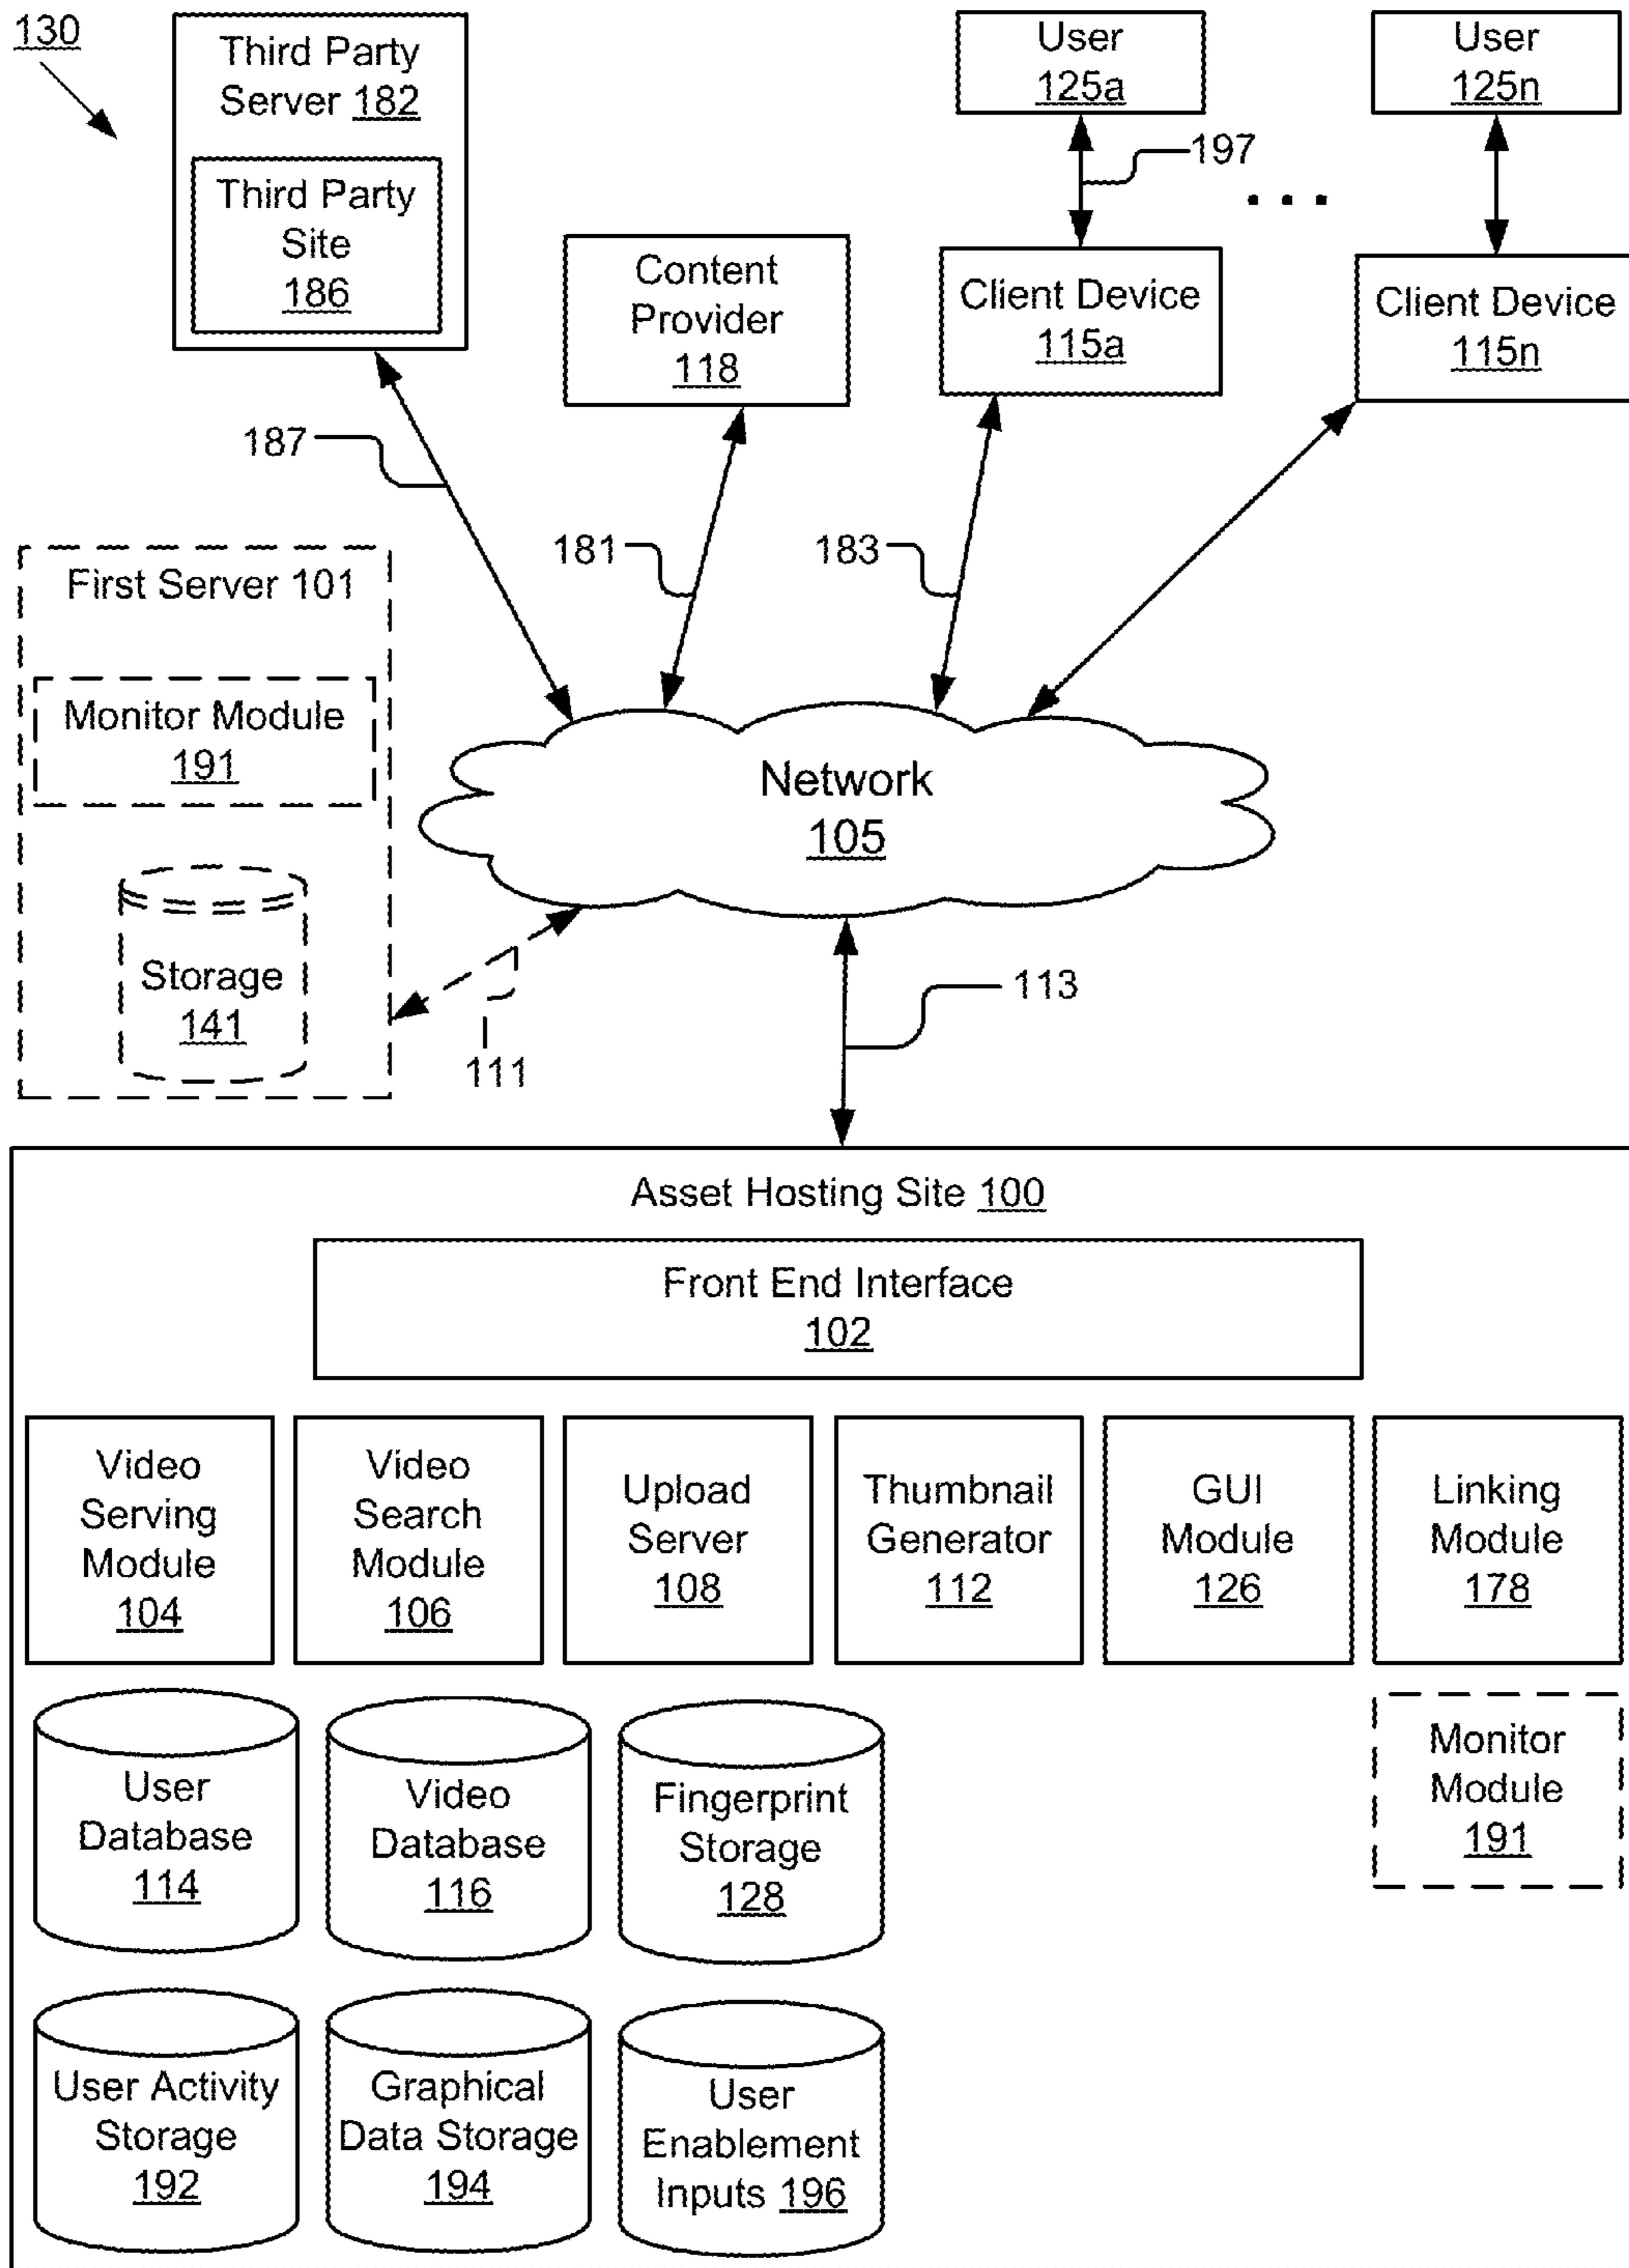 130
Third Party
Server 182
Third Party
Site
186
Content
Provider
118
User
125a
User
125n
197
. . .
Client Device
115a
Client Device
115n
187
181
183
First Server 101
Monitor Module
191
Storage
141
Network
105
111
113
Asset Hosting Site 100
Front End Interface
102
Video
Serving
Module
104
Video
Search
Module
106
Upload
Server
108
Thumbnail
Generator
112
GUI
Module
126
Linking
Module
178
User
Database
114
Video
Database
116
Fingerprint
Storage
128
Monitor
Module
191
User Activity
Storage
192
Graphical
Data Storage
194
User
Enablement
Inputs 196